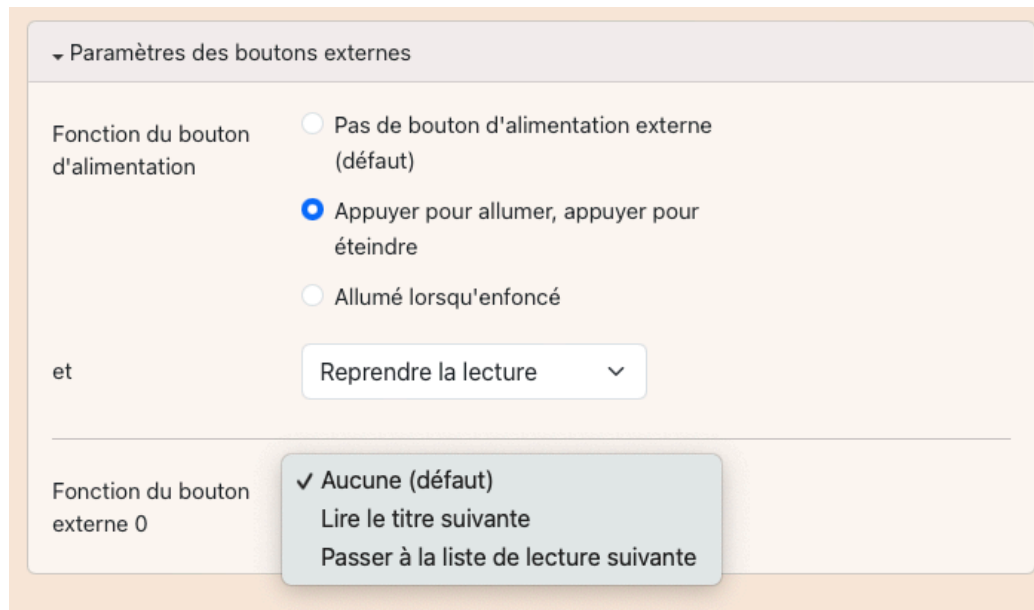 Paramètres des boutons externes
Fonction du bouton
d'alimentation
Pas de bouton d'alimentation externe
(défaut)
Appuyer pour allumer, appuyer pour
éteindre
Allumé lorsqu'enfoncé
et
Reprendre la lecture
Fonction du bouton
externe 0
✓ Aucune (défaut)
Lire le titre suivante
Passer à la liste de lecture suivante